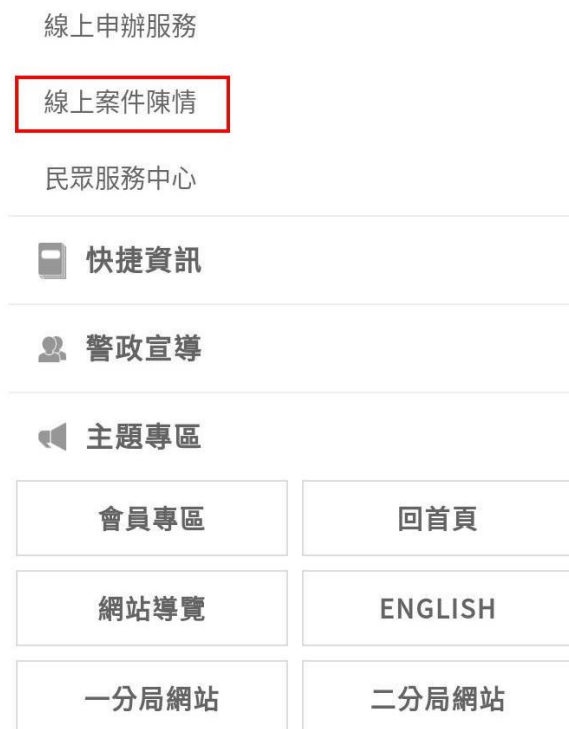 線上申辦服務
線上案件陳情
民眾服務中心
快捷資訊
警政宣導
主題專區
會員專區
回首頁
網站導覽
ENGLISH
一分局網站
二分局網站